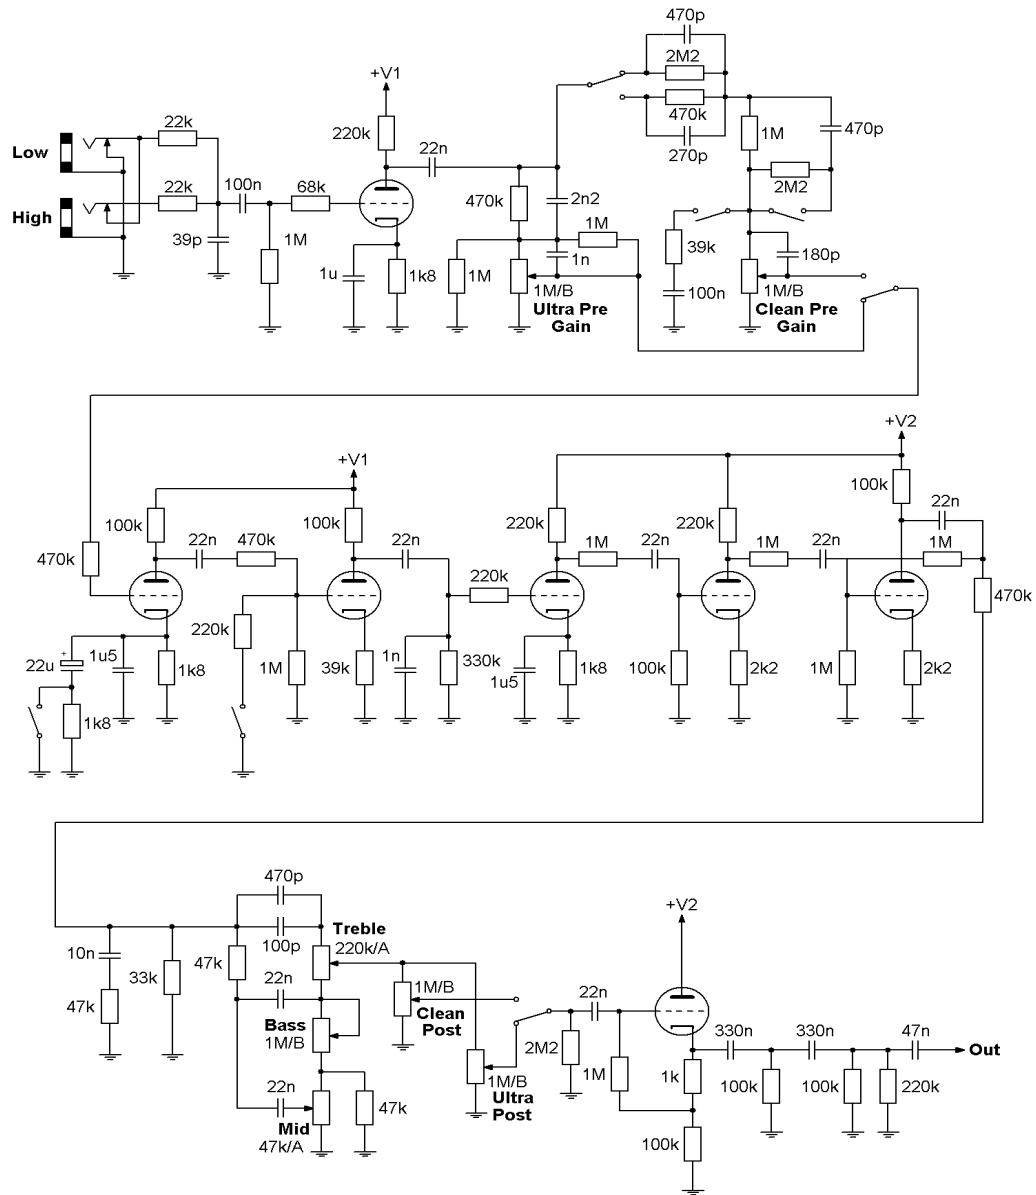 470p
2M2
+V1
22k
220k
470k
1M
470p
Low
22n
270p
2M2
22k
100n
68k
470k
2n2
High
1M
39p
1M
39k
180p
1u
1k8
1M
1n
1M/B
100n
1M/B
Ultra Pre
Gain
Clean Pre
Gain
+V2
+V1
100k
100k
100k
220k
220k
22n
470k
22n
470k
22n
1M
22n
1M
22n
1M
220k
470k
220k
22u
+
1u5
1k8
1M
39k
1n
330k
1u5
1k8
100k
2k2
1M
2k2
1k8
470p
+V2
Treble
100p
220k/A
10n
47k
33k
22n
1M/B
22n
47k
Bass
Clean
Post
330n
330n
47n
1M/B
2M2
Out
1M/B
1M
1k
22n
Ultra
Post
100k
100k
220k
47k
Mid
47k/A
100k